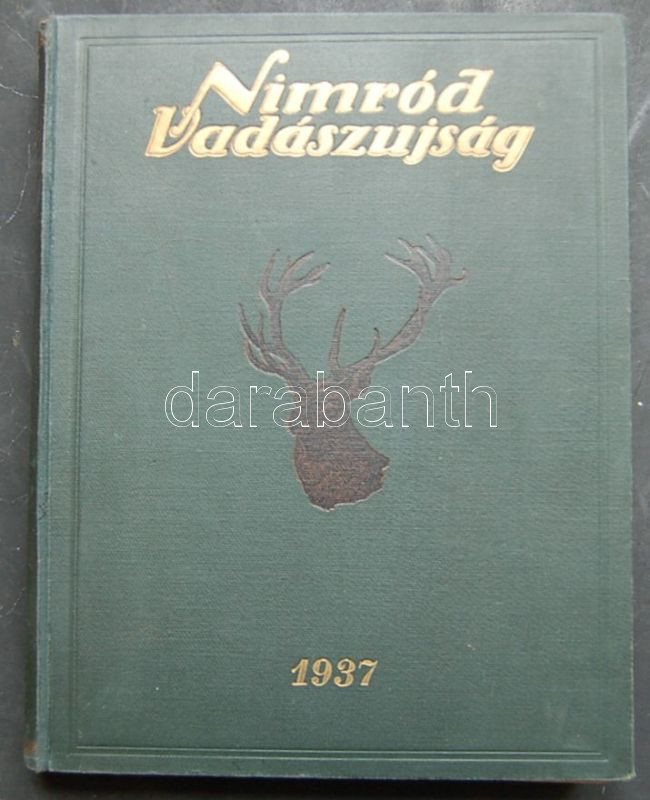 Nimród
Vadászujság
darabanth
1937